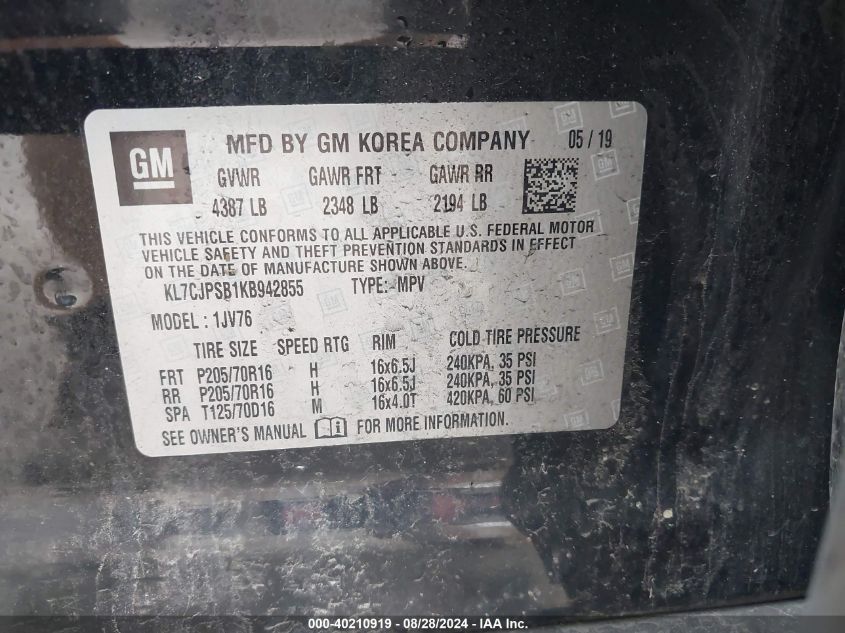 GM
MFD BY GM KOREA COMPANY 05 / 19
GVWR GAWR FRT GAWR RR
4387 LB 2348 LB 2194 LB
THIS VEHICLE CONFORMS TO ALL APPLICABLE U.S. FEDERAL MOTOR
VEHICLE SAFETY AND THEFT PREVENTION STANDARDS IN EFFECT
ON THE DATE OF MANUFACTURE SHOWN ABOVE.
KL7CJPSB1KB942855 TYPE: MPV
MODEL : 1JV76
TIRE SIZE SPEED RTG RIM COLD TIRE PRESSURE
FRT P205/70R16 H 16x6.5J 240KPA, 35 PSI
RR P205/70R16 H 16x6.5J 240KPA, 35 PSI
SPA T125/70D16 M 16x4.0T 420KPA, 60 PSI
SEE OWNER'S MANUAL i FOR MORE INFORMATION.
000-40210919 - 08/28/2024 - © IAA Inc.